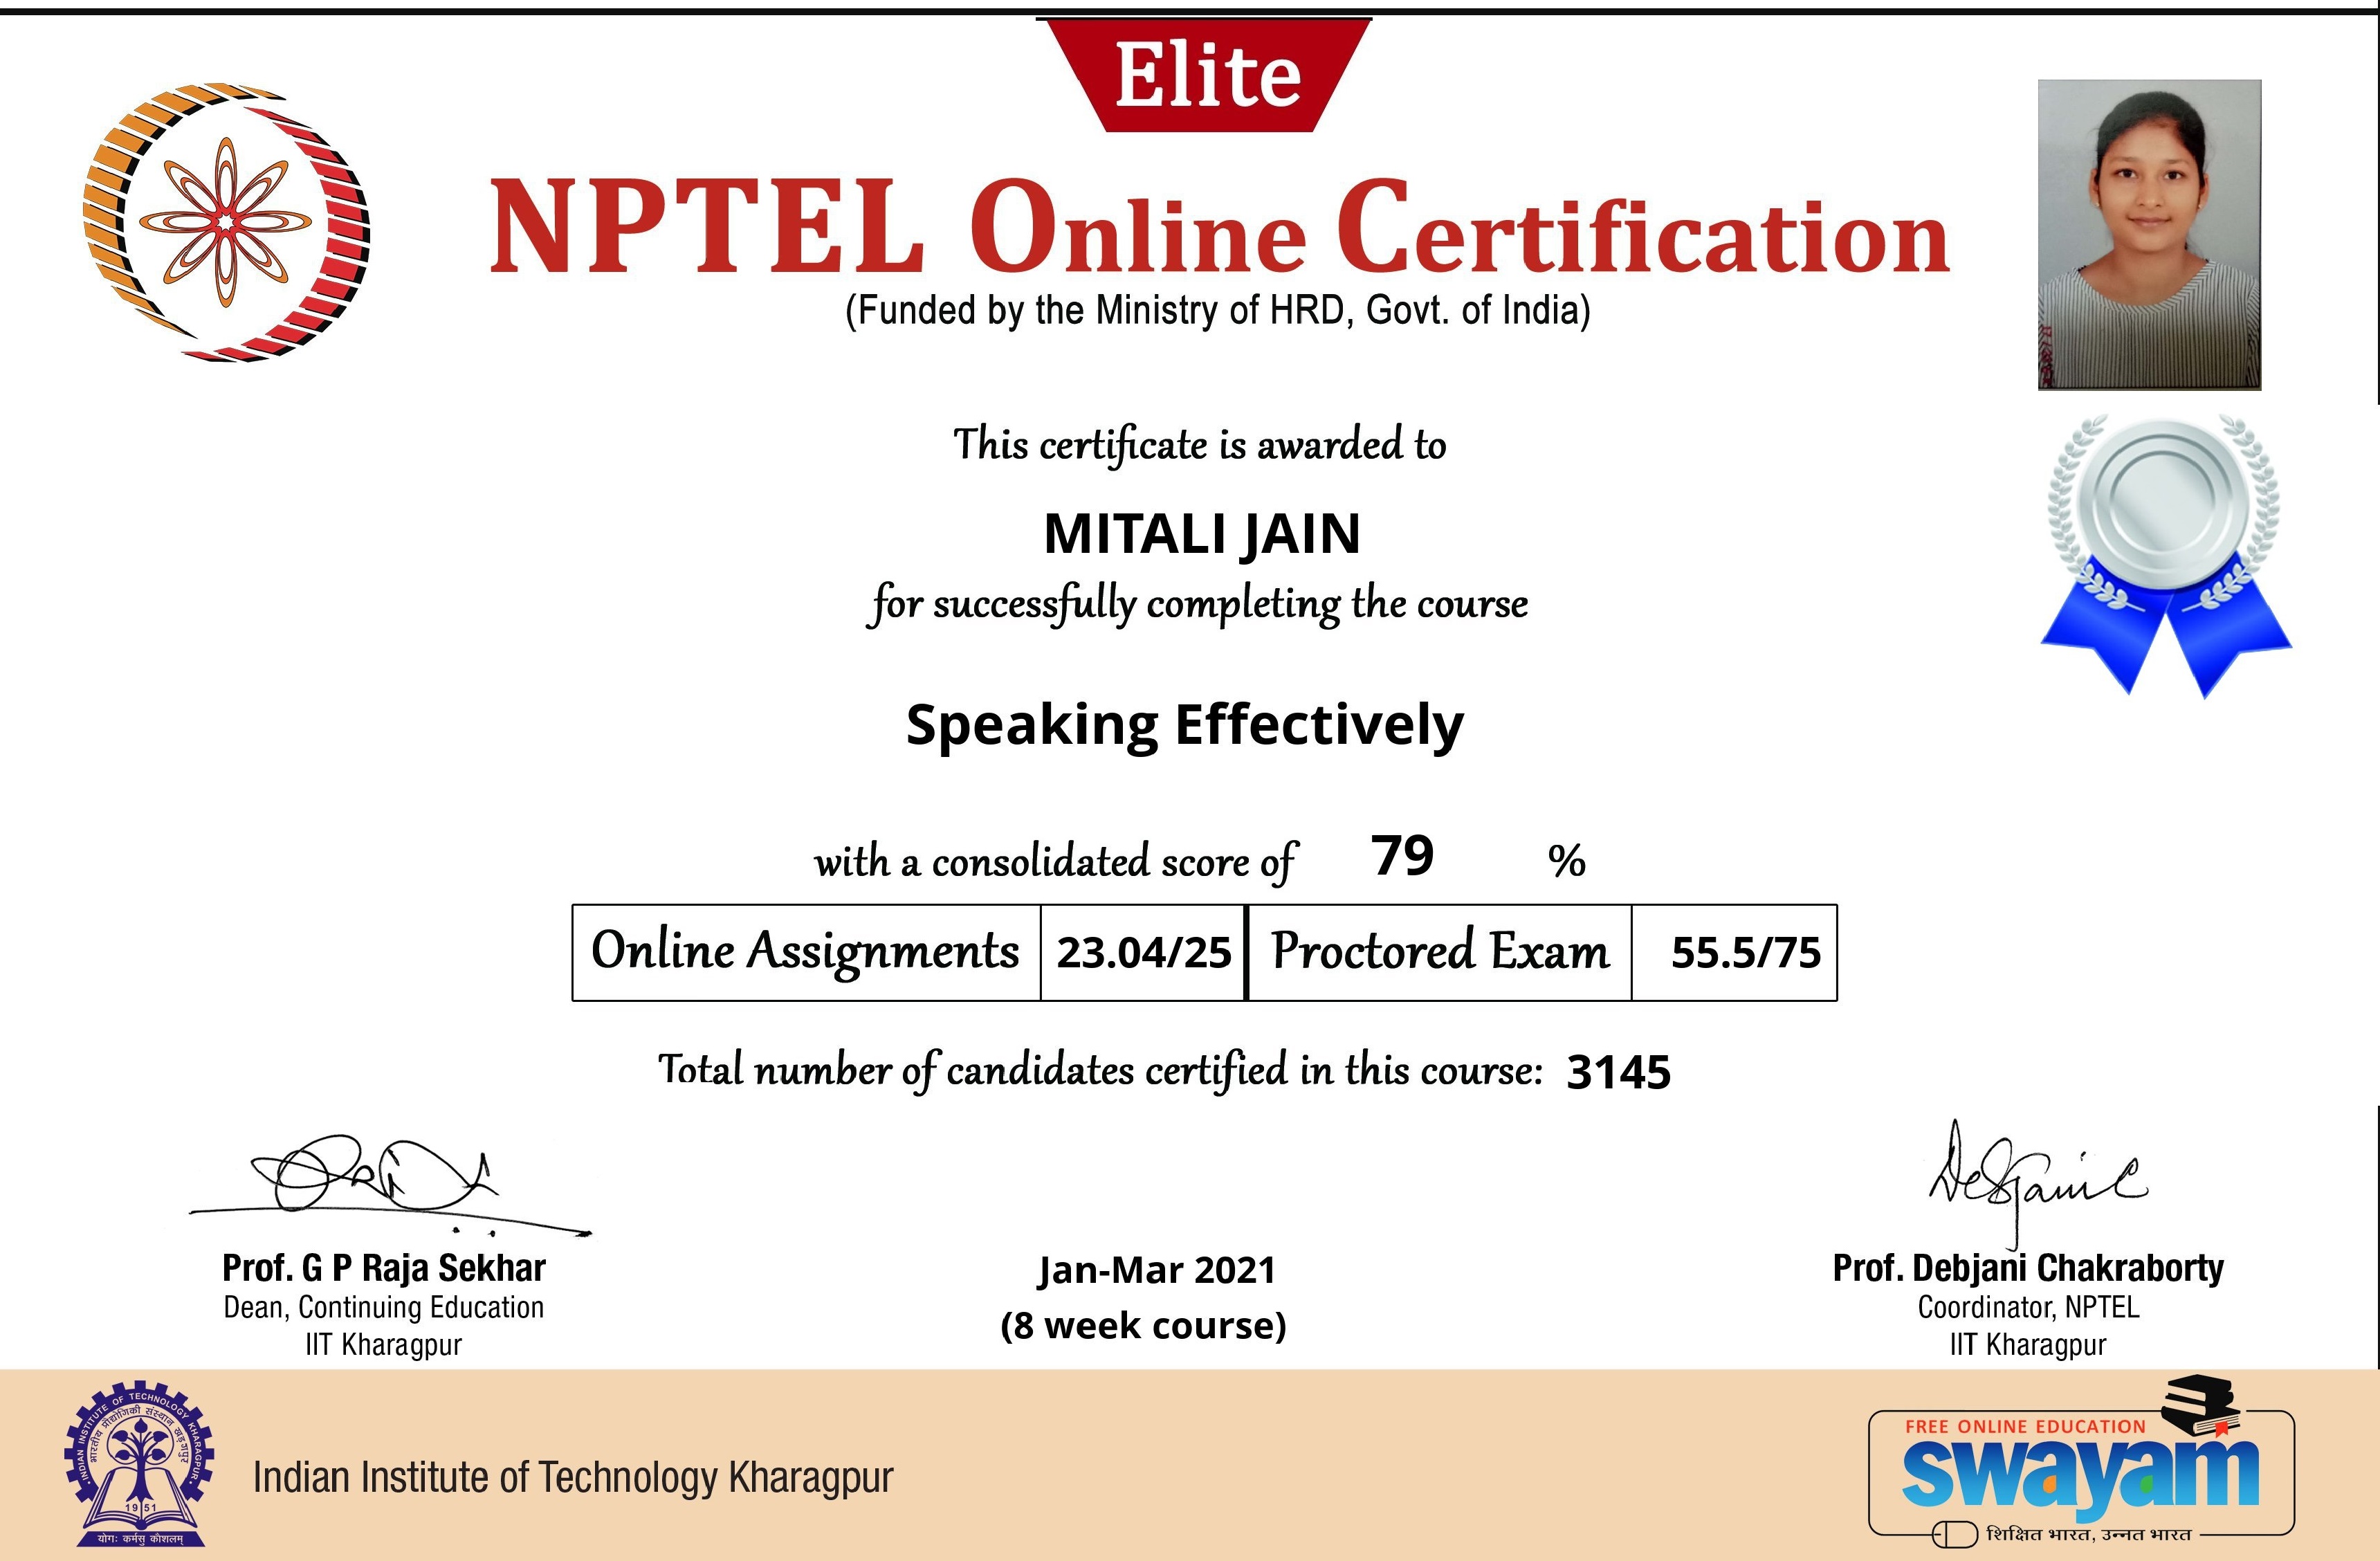 Elite
NPTEL Online Certification
(Funded by the Ministry of HRD, Govt. of India)
This certificate is awarded to
MITALI JAIN
for successfully completing the course
Speaking Effectively
with a consolidated score of 79 %
Online Assignments 23.04/25 Proctored Exam 55.5/75
Total number of candidates certified in this course: 3145
Prof. G P Raja Sekhar
Dean, Continuing Education
IIT Kharagpur
Jan-Mar 2021
(8 week course)
Debjani
Prof. Debjani Chakraborty
Coordinator, NPTEL
IIT Kharagpur
INDIAN INSTITUTE OF TECHNOLOGY KHARAGPUR
भारतीय प्रौद्योगिकी संस्थान खड़गपुर
1951
योगः कर्मसु कौशलम्
Indian Institute of Technology Kharagpur
FREE ONLINE EDUCATION
swayam
शिक्षित भारत, उन्नत भारत